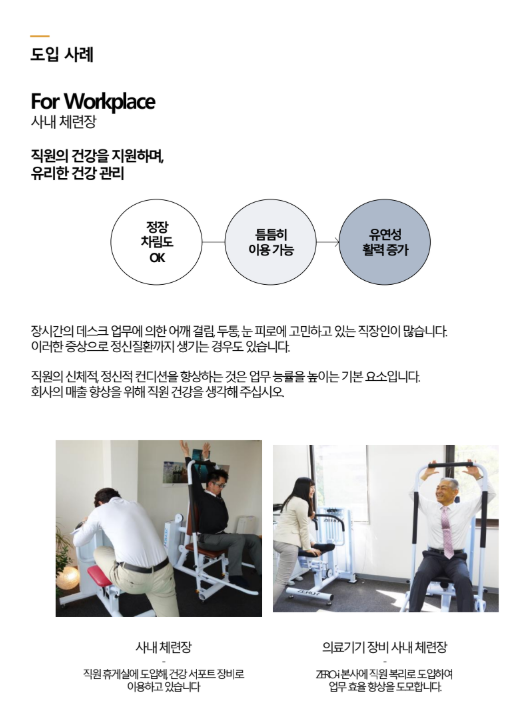 도입 사례
For Workplace
사내 체련장
직원의 건강을 지원하며,
유리한 건강 관리
정장
차림도
OK
틈틈히
이용 가능
유연성
활력 증가
장시간의 데스크 업무에 의한 어깨 결림, 두통, 눈 피로에 고민하고 있는 직장인이 많습니다.
이러한 증상으로 정신질환까지 생기는 경우도 있습니다.
직원의 신체적, 정신적 컨디션을 향상하는 것은 업무 능률을 높이는 기본 요소입니다.
회사의 매출 향상을 위해 직원 건강을 생각해 주십시오.
사내 체련장
-
직원 휴게실에 도입해, 건강 서포트 장비로
이용하고 있습니다
의료기기 장비 사내 체련장
-
ZERO-i 본사에 직원 복리로 도입하여
업무 효율 향상을 도모합니다.